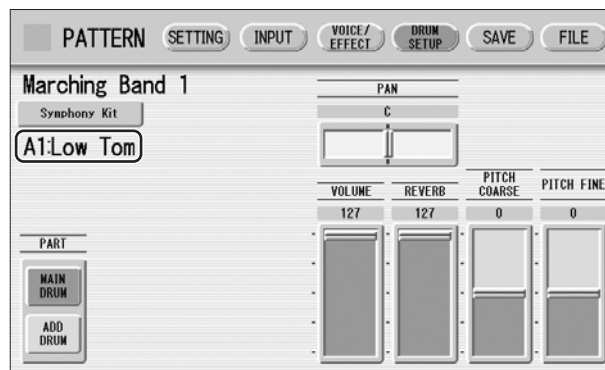 PATTERN SETTING INPUT VOICE/ EFFECT DRUM SETUP SAVE FILE
Marching Band 1
Symphony Kit
A1:Low Tom
PAN
C
VOLUME REVERB PITCH COARSE PITCH FINE
127 127 0 0
PART
MAIN DRUM
ADD DRUM